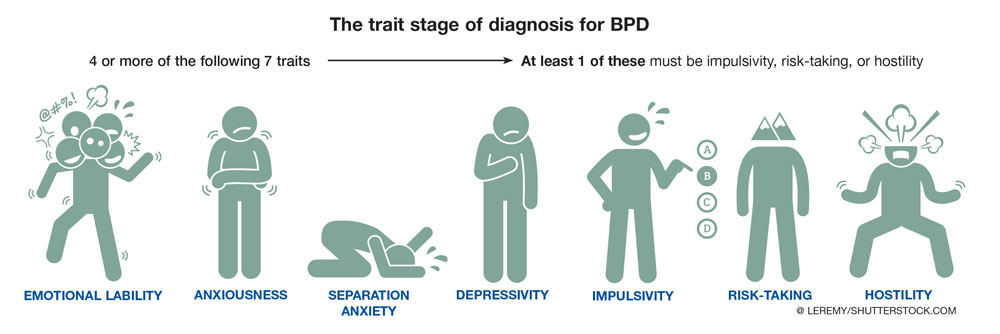 The trait stage of diagnosis for BPD
4 or more of the following 7 traits
At least 1 of these must be impulsivity, risk-taking, or hostility
@#%!
A
B
C
D
EMOTIONAL LABILITY
ANXIOUSNESS
SEPARATION
ANXIETY
DEPRESSIVITY
IMPULSIVITY
RISK-TAKING
HOSTILITY
@ LEREMY/SHUTTERSTOCK.COM